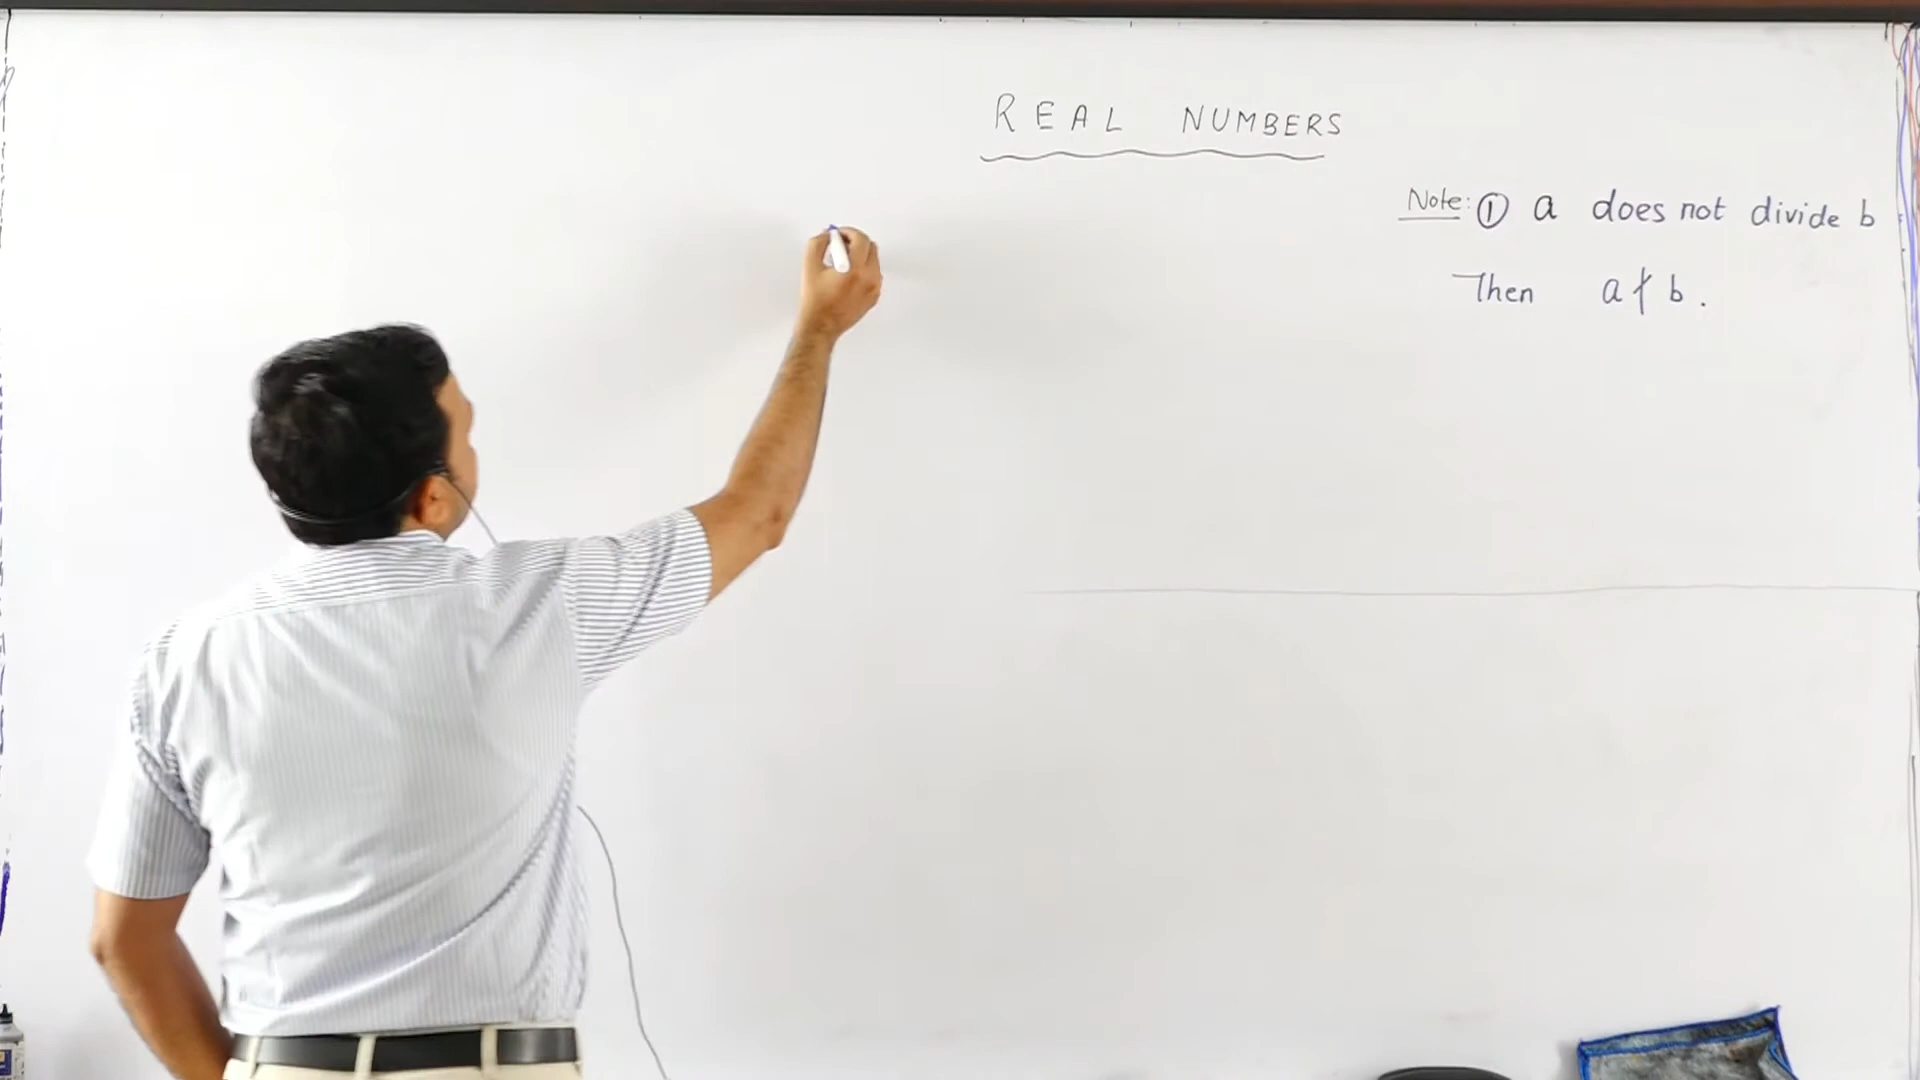 REAL NUMBERS
Note: ① a does not divide b
Then a ∤ b.